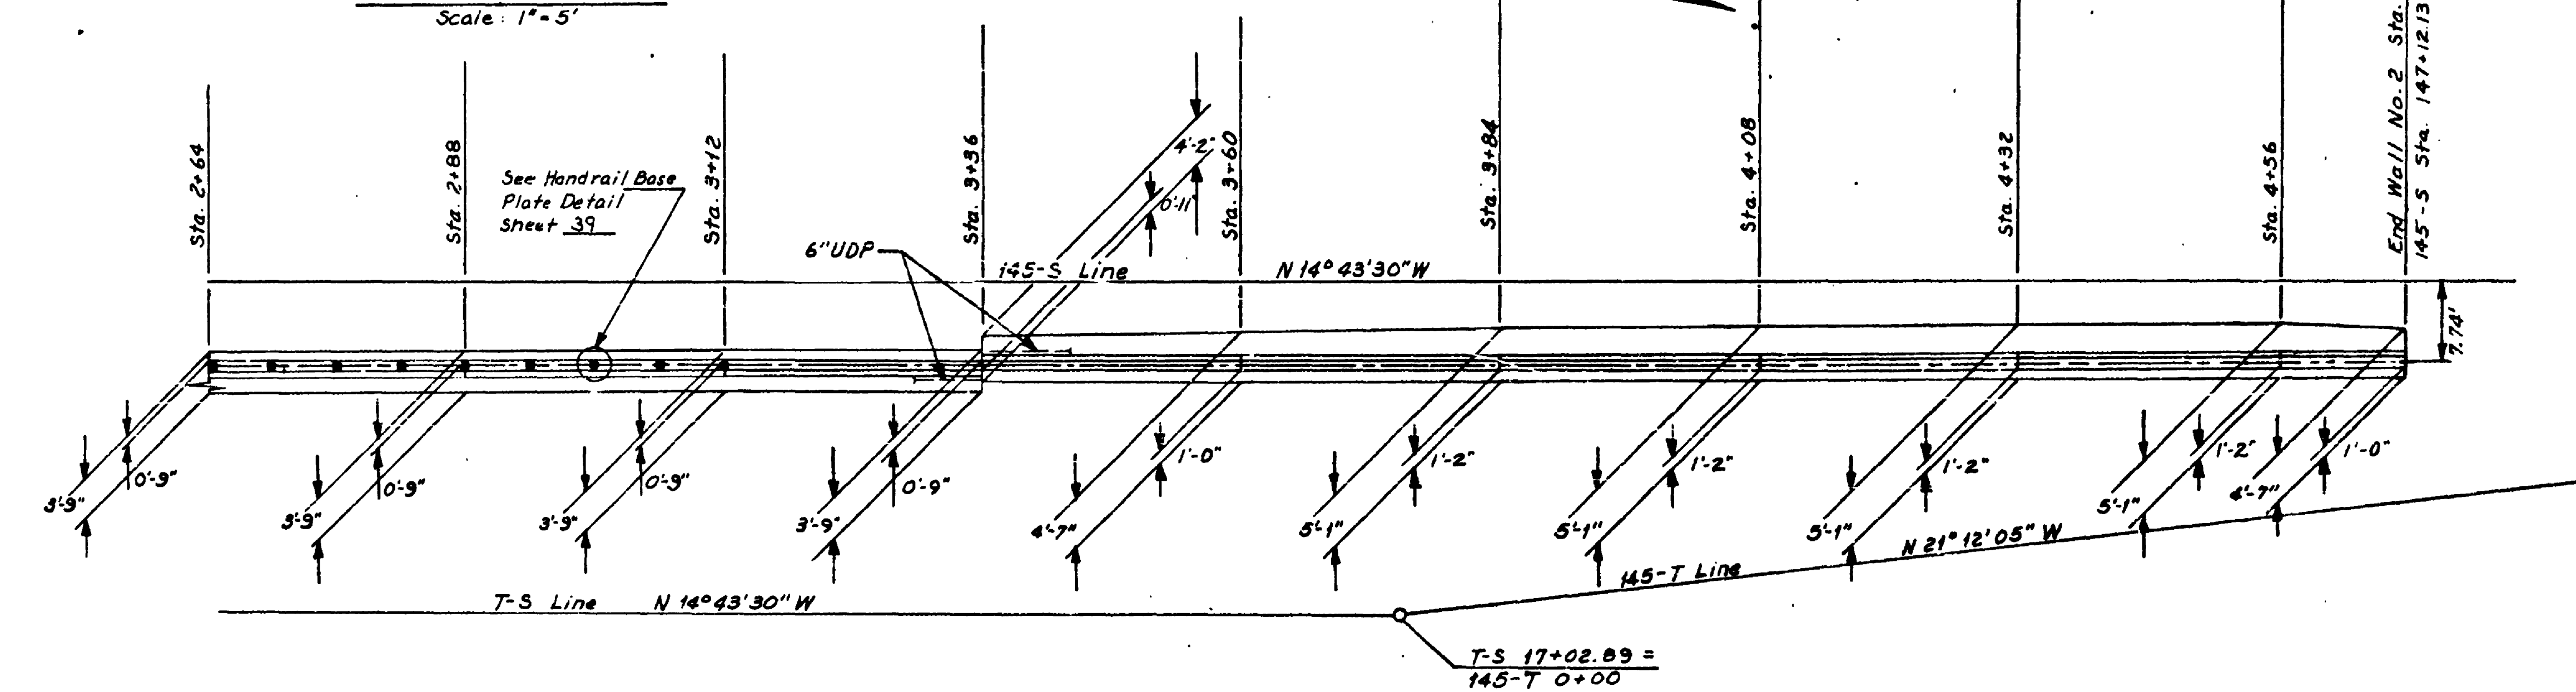 Scale: 1"=5'
Sta. 2+64
Sta. 2+88
Sta. 3+12
Sta. 3+36
Sta. 3+60
Sta. 3+84
Sta. 4+08
Sta. 4+32
Sta. 4+56
End Wall No. 2 Sta.
145-S Sta. 147+12.13
See Handrail Base
Plate Detail
Sheet 39
4'-2"
0'-11"
6"UDP
145-S Line
N 14° 43' 30" W
7.74'
3'-9"
0'-9"
3'-9"
0'-9"
3'-9"
0'-9"
3'-9"
0'-9"
4'-7"
1'-0"
5'-1"
1'-2"
5'-1"
1'-2"
5'-1"
1'-2"
5'-1"
1'-2"
4'-7"
1'-0"
N 21° 12' 05" W
145-T Line
T-S Line N 14° 43' 30" W
T-S 17+02.89 =
145-T 0+00